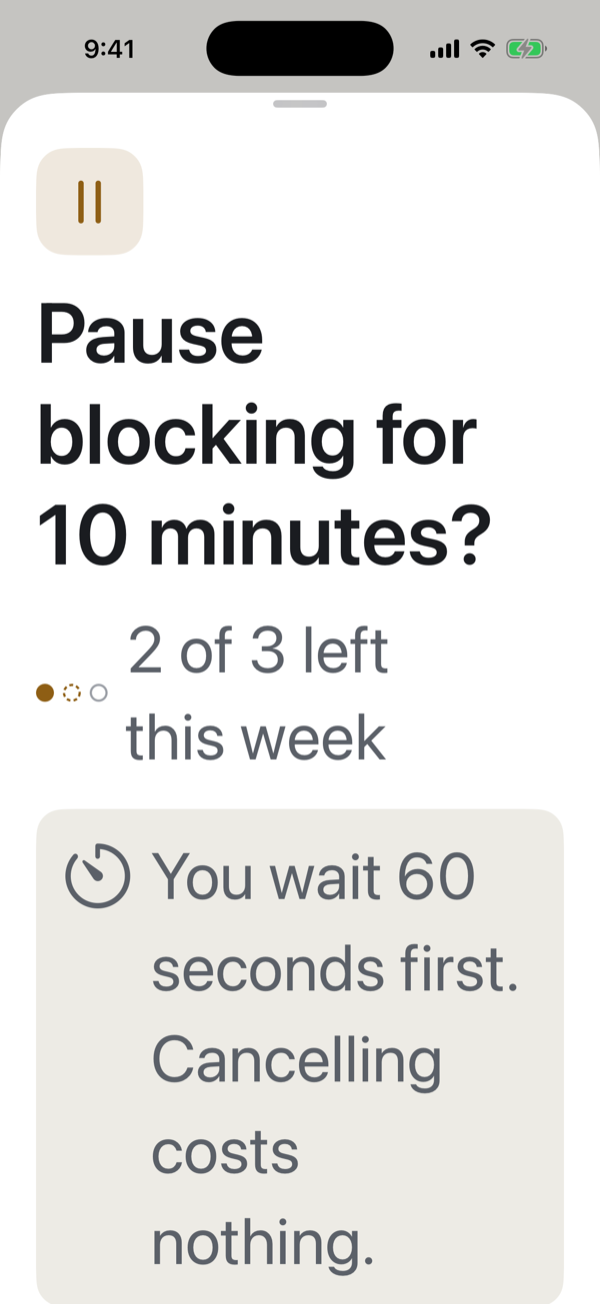 9:41
Pause
blocking for
10 minutes?
2 of 3 left
this week
You wait 60
seconds first.
Cancelling
costs
nothing.